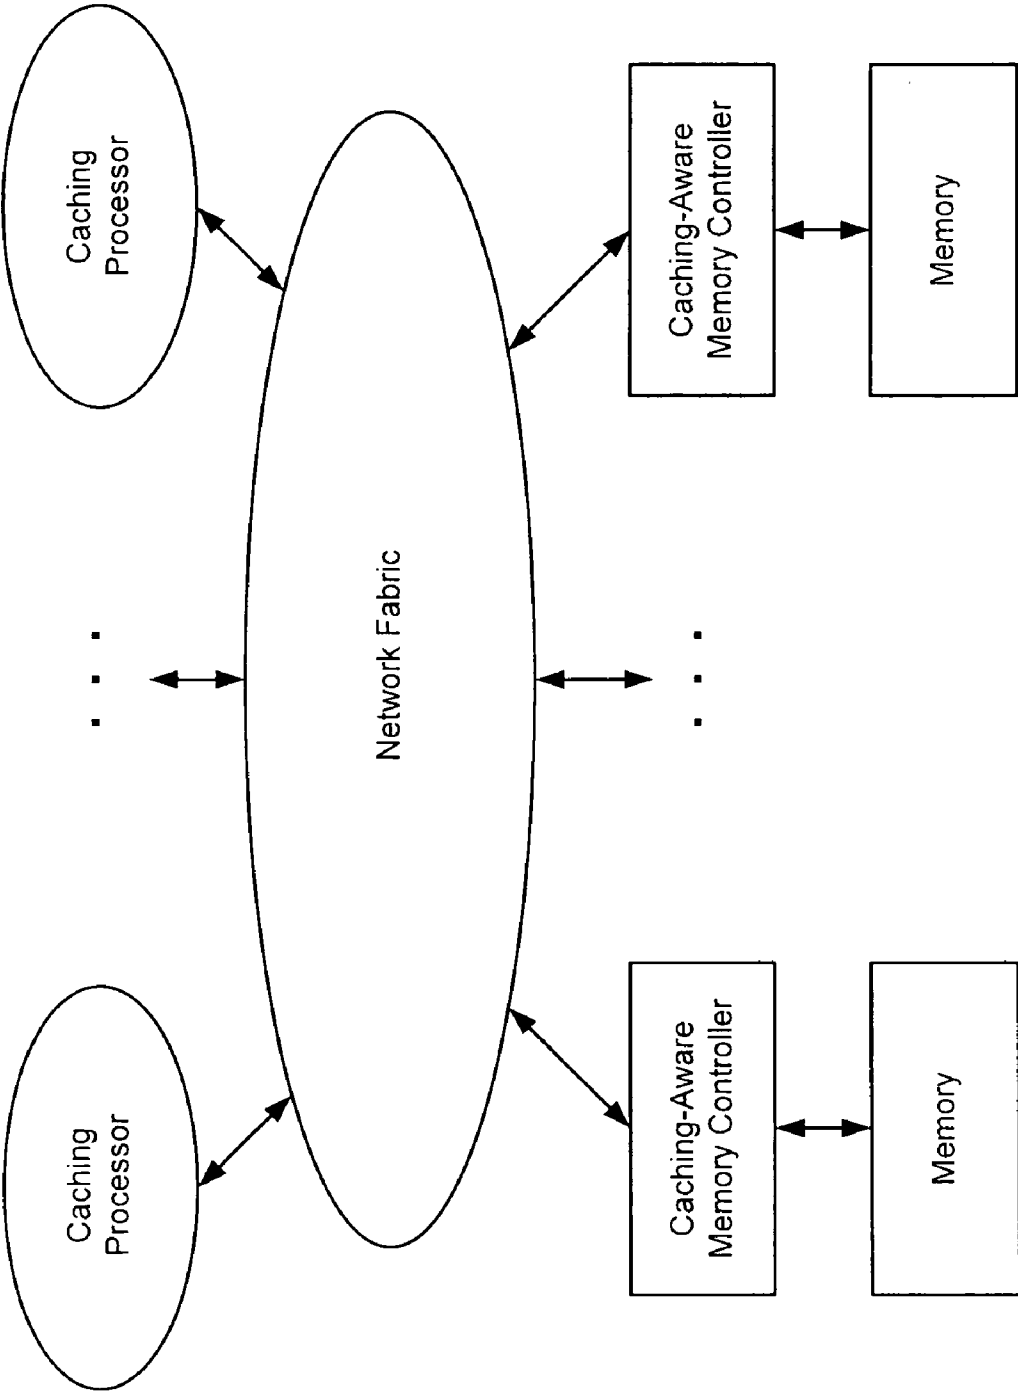 Caching
Processor
. . .
Caching
Processor
Network Fabric
Caching-Aware
Memory Controller
. . .
Caching-Aware
Memory Controller
Memory
Memory